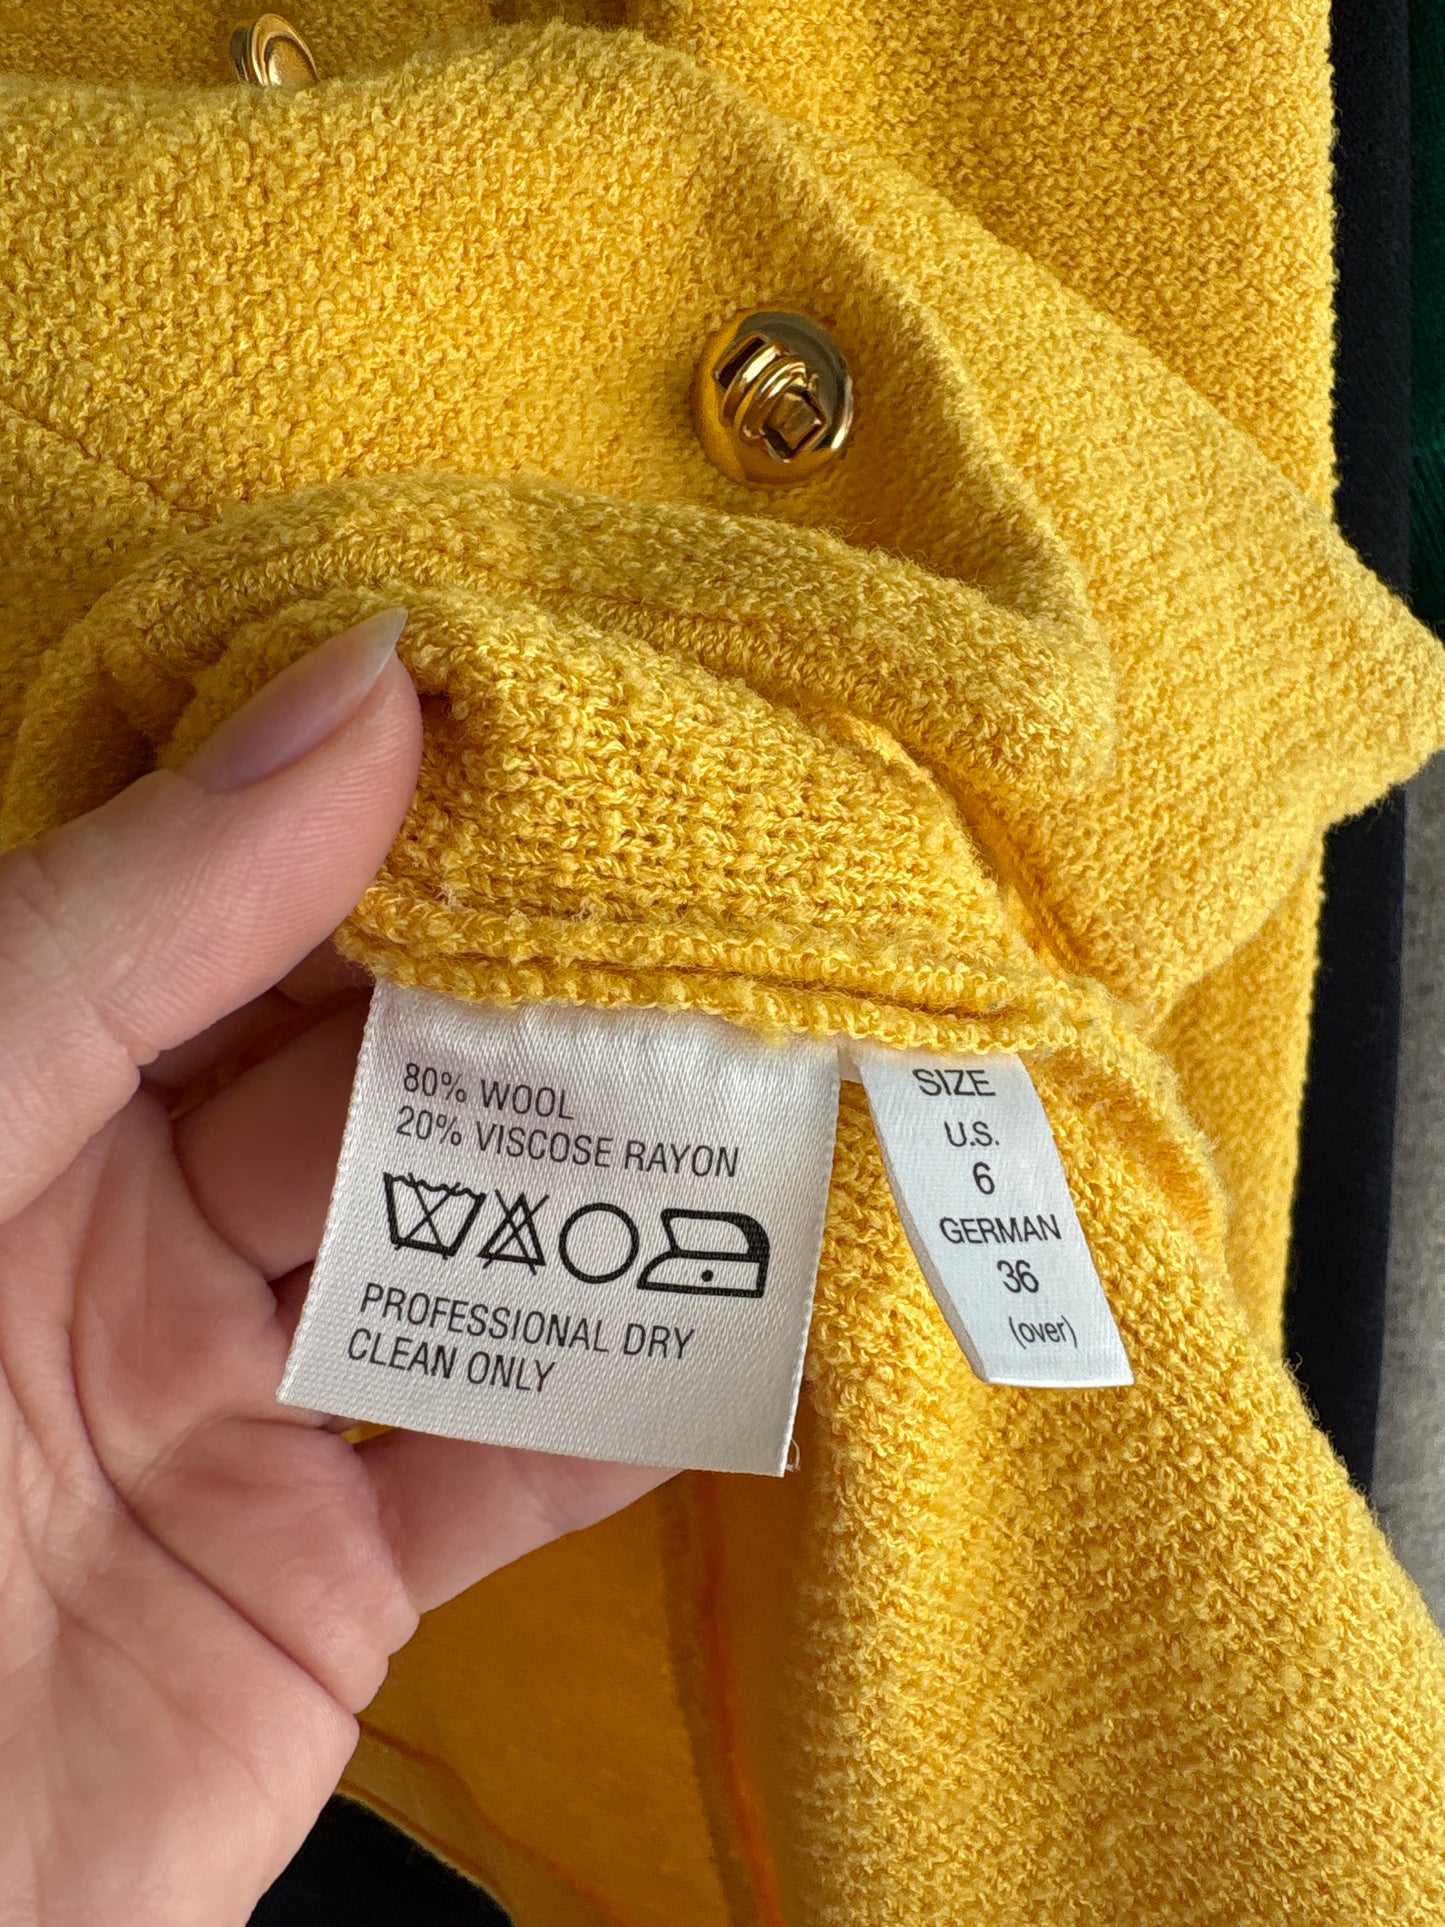 80% WOOL
20% VISCOSE RAYON
PROFESSIONAL DRY
CLEAN ONLY
SIZE
U.S.
6
GERMAN
36
(over)